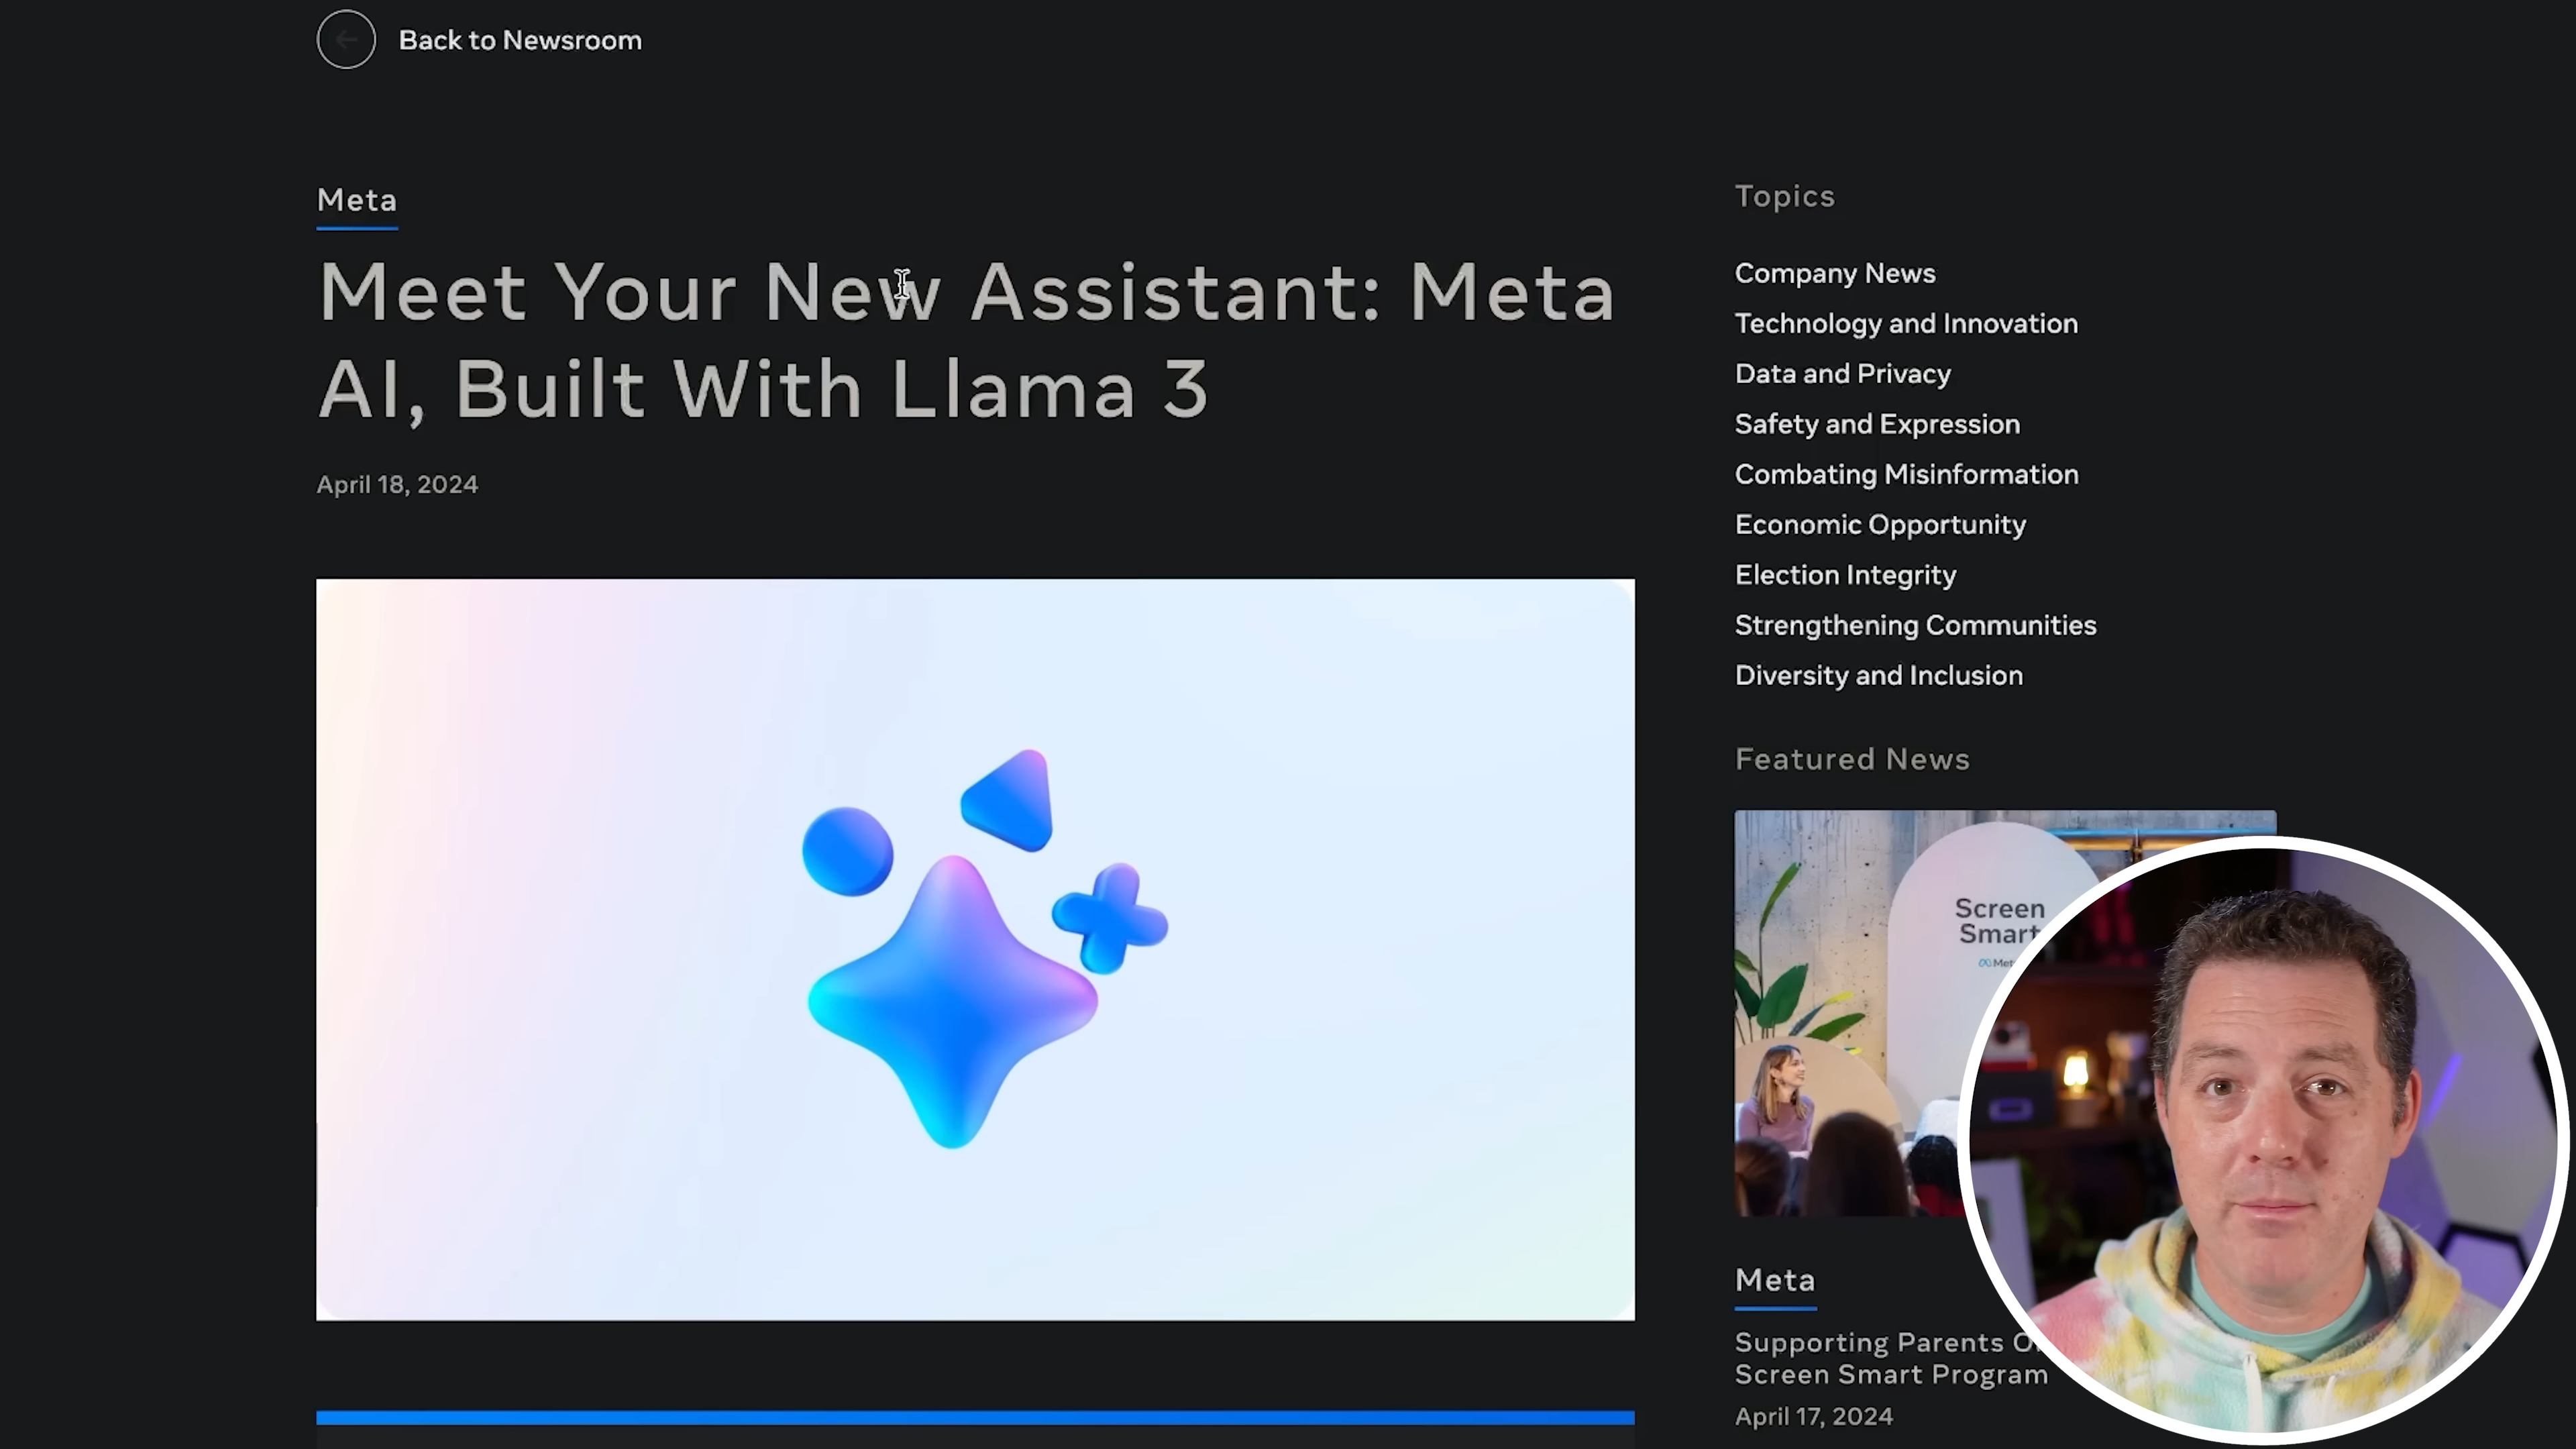 Back to Newsroom
Meta
Meet Your New Assistant: Meta
AI, Built With Llama 3
April 18, 2024
Topics
Company News
Technology and Innovation
Data and Privacy
Safety and Expression
Combating Misinformation
Economic Opportunity
Election Integrity
Strengthening Communities
Diversity and Inclusion
Featured News
Screen
Smart
Meta
Supporting Parents
Screen Smart Program
April 17, 2024